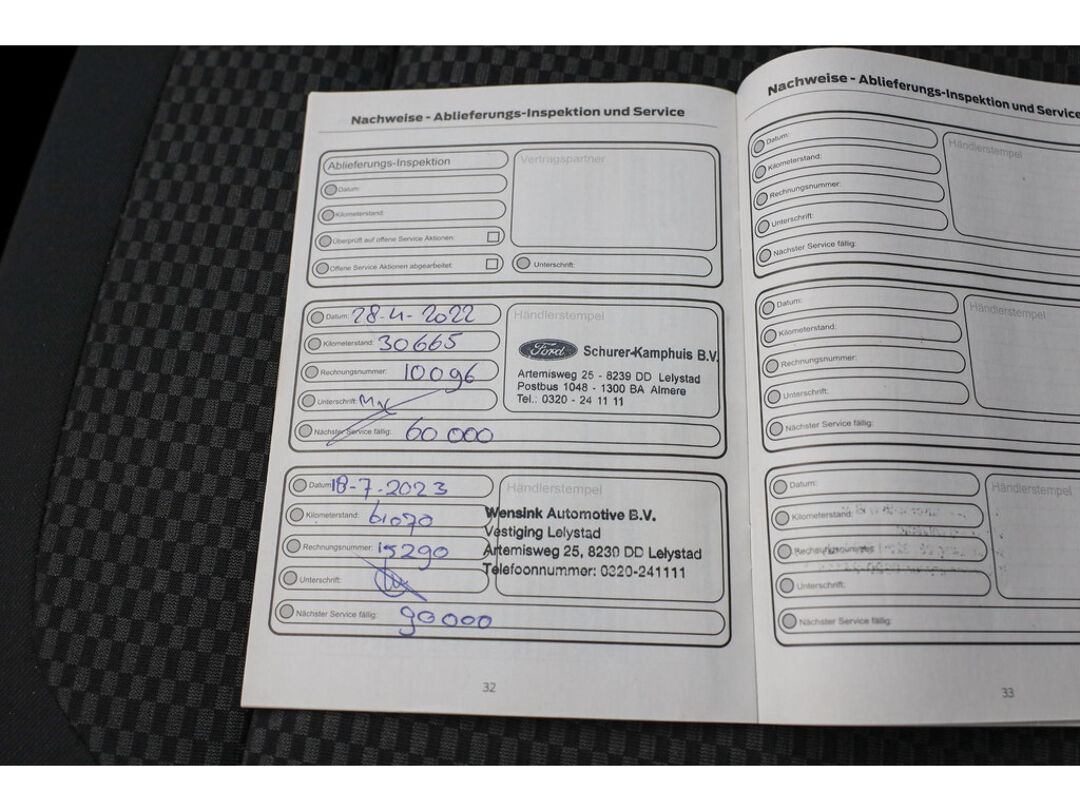 Nachweise - Ablieferungs-Inspektion und Service
Ablieferungs-Inspektion
Vertragspartner
Datum:
Kilometerstand:
Überprüft auf offene Service Aktionen:
Offene Service Aktionen abgearbeitet:
Unterschrift:
Datum: 28-4-2022
Kilometerstand: 30665
Rechnungsnummer: 10096
Unterschrift:
Nächster Service fällig: 60 000
Händlerstempel
Ford Schurer-Kamphuis B.V.
Artemisweg 25 - 8239 DD Lelystad
Postbus 1048 - 1300 BA Almere
Tel.: 0320 - 24 11 11
Datum: 18-7-2023
Kilometerstand: 61070
Rechnungsnummer: 15290
Unterschrift:
Nächster Service fällig: 90 000
Händlerstempel
Wensink Automotive B.V.
Vestiging Lelystad
Artemisweg 25, 8230 DD Lelystad
Telefoonnummer: 0320-241111
32
Nachweise - Ablieferungs-Inspektion und Service
Datum:
Kilometerstand:
Rechnungsnummer:
Unterschrift:
Nächster Service fällig:
Händlerstempel
Datum:
Kilometerstand:
Rechnungsnummer:
Unterschrift:
Nächster Service fällig:
Händlerstempel
Datum:
Kilometerstand:
Rechnungsnummer:
Unterschrift:
Nächster Service fällig:
Händlerstempel
33